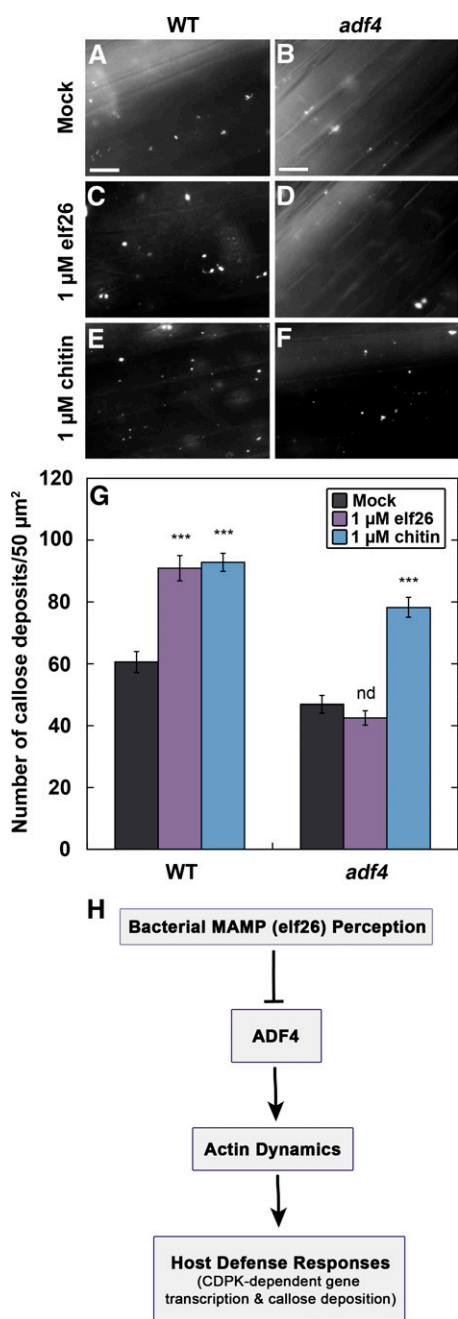 WT adf4
Mock
A B
1 µM elf26
C D
1 µM chitin
E F
G
Number of callose deposits/50 µm²
120
100
80
60
40
20
0
Mock
1 µM elf26
1 µM chitin
*** ***
nd ***
WT adf4
H
Bacterial MAMP (elf26) Perception
ADF4
Actin Dynamics
Host Defense Responses
(CDPK-dependent gene
transcription & callose deposition)